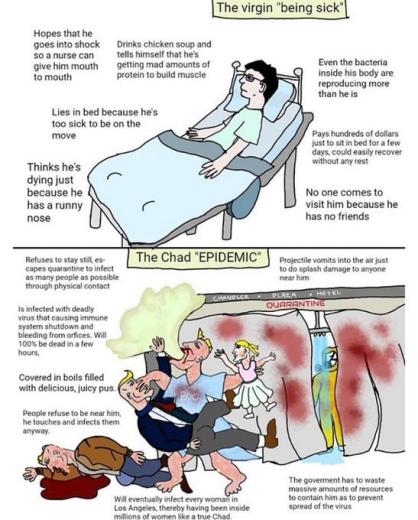 The virgin "being sick"
Hopes that he
goes into shock
so a nurse can
give him mouth
to mouth
Drinks chicken soup and
tells himself that he's
getting mad amounts of
protein to build muscle
Even the bacteria
inside his body are
reproducing more
than he is
Lies in bed because he's
too sick to be on the
move
Pays hundreds of dollars
just to sit in bed for a few
days, could easily recover
without any rest
Thinks he's
dying just
because he
has a runny
nose
No one comes to
visit him because he
has no friends
The Chad "EPIDEMIC"
Refuses to stay still, es-
capes quarantine to infect
as many people as possible
through physical contact
Projectile vomits into the air just
to do splash damage to anyone
near him
CHANDLER • PLAZA • HOTEL
QUARANTINE
Is infected with deadly
virus that causing immune
system shutdown and
bleeding from orifices. Will
100% be dead in a few
hours,
Covered in boils filled
with delicious, juicy pus.
People refuse to be near him,
he touches and infects them
anyway.
Will eventually infect every woman in
Los Angeles, thereby having been inside
millions of women like a true Chad.
The goverment has to waste
massive amounts of resources
to contain him as to prevent
spread of the virus